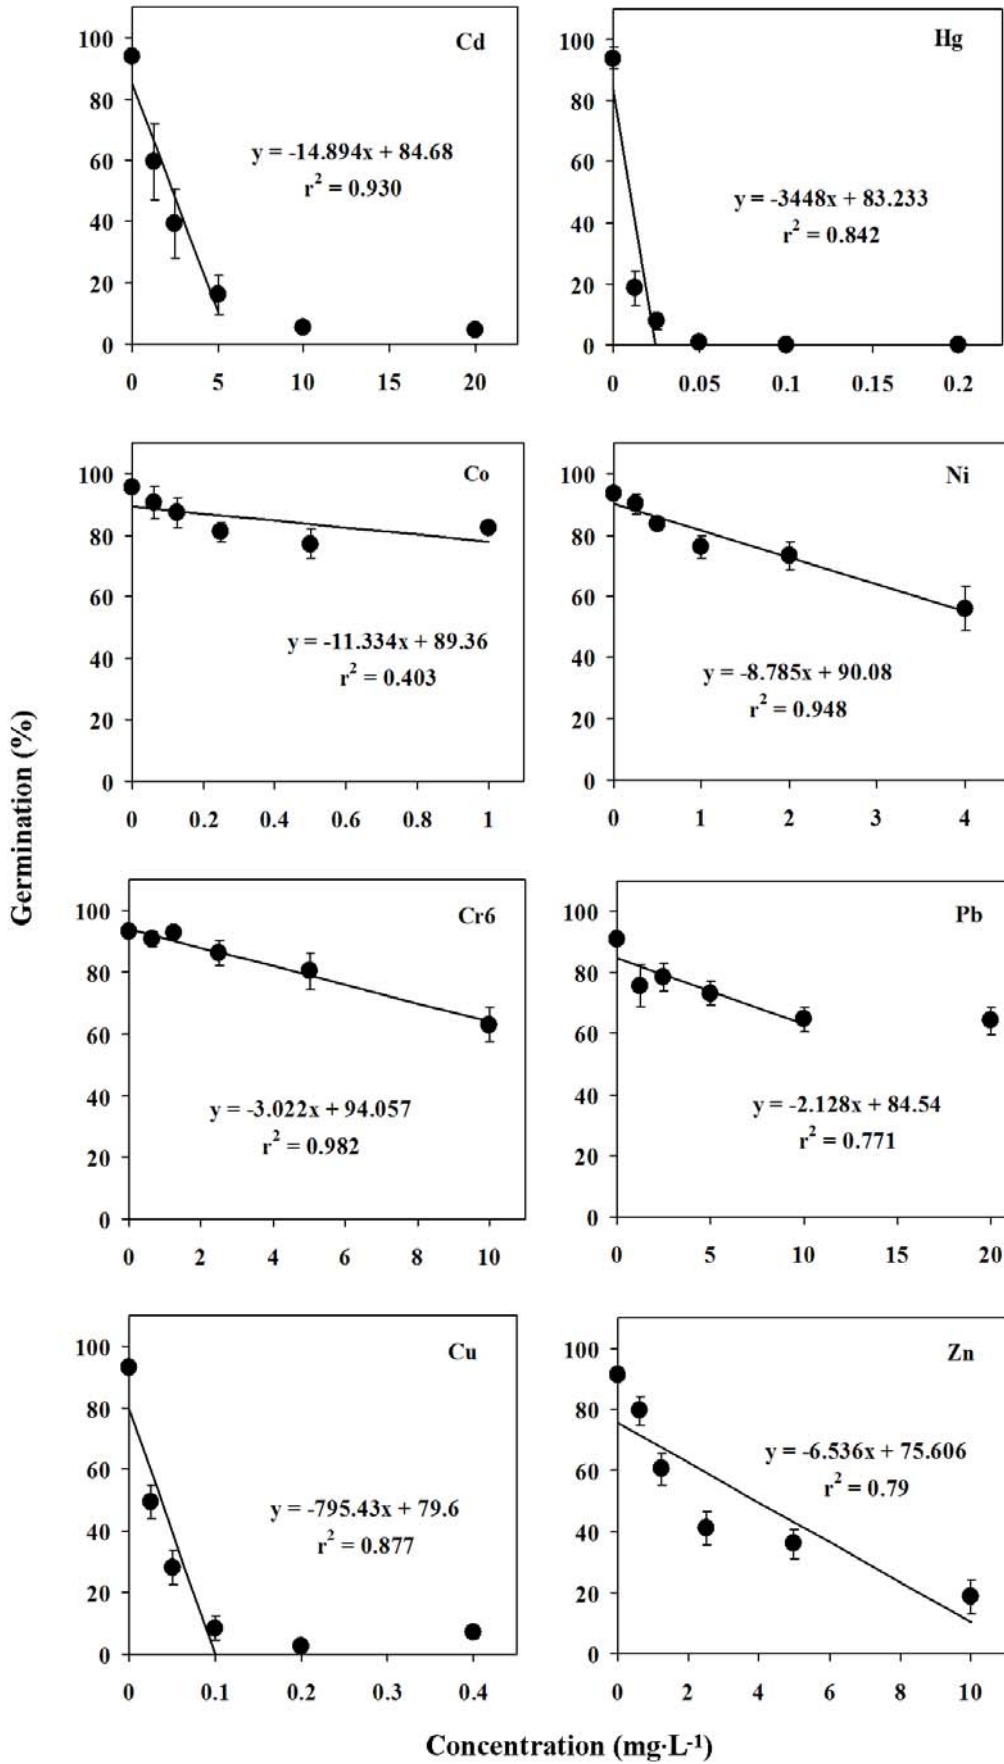 Cd
100
80
60
40
20
0
y = -14.894x + 84.68
r² = 0.930
0 5 10 15 20
Hg
100
80
60
40
20
0
y = -3448x + 83.233
r² = 0.842
0 0.05 0.1 0.15 0.2
Co
100
80
60
40
20
0
y = -11.334x + 89.36
r² = 0.403
0 0.2 0.4 0.6 0.8 1
Ni
100
80
60
40
20
0
y = -8.785x + 90.08
r² = 0.948
0 1 2 3 4
Germination (%)
Cr6
100
80
60
40
20
0
y = -3.022x + 94.057
r² = 0.982
0 2 4 6 8 10
Pb
100
80
60
40
20
0
y = -2.128x + 84.54
r² = 0.771
0 5 10 15 20
Cu
100
80
60
40
20
0
y = -795.43x + 79.6
r² = 0.877
0 0.1 0.2 0.3 0.4
Zn
100
80
60
40
20
0
y = -6.536x + 75.606
r² = 0.79
0 2 4 6 8 10
Concentration (mg·L⁻¹)